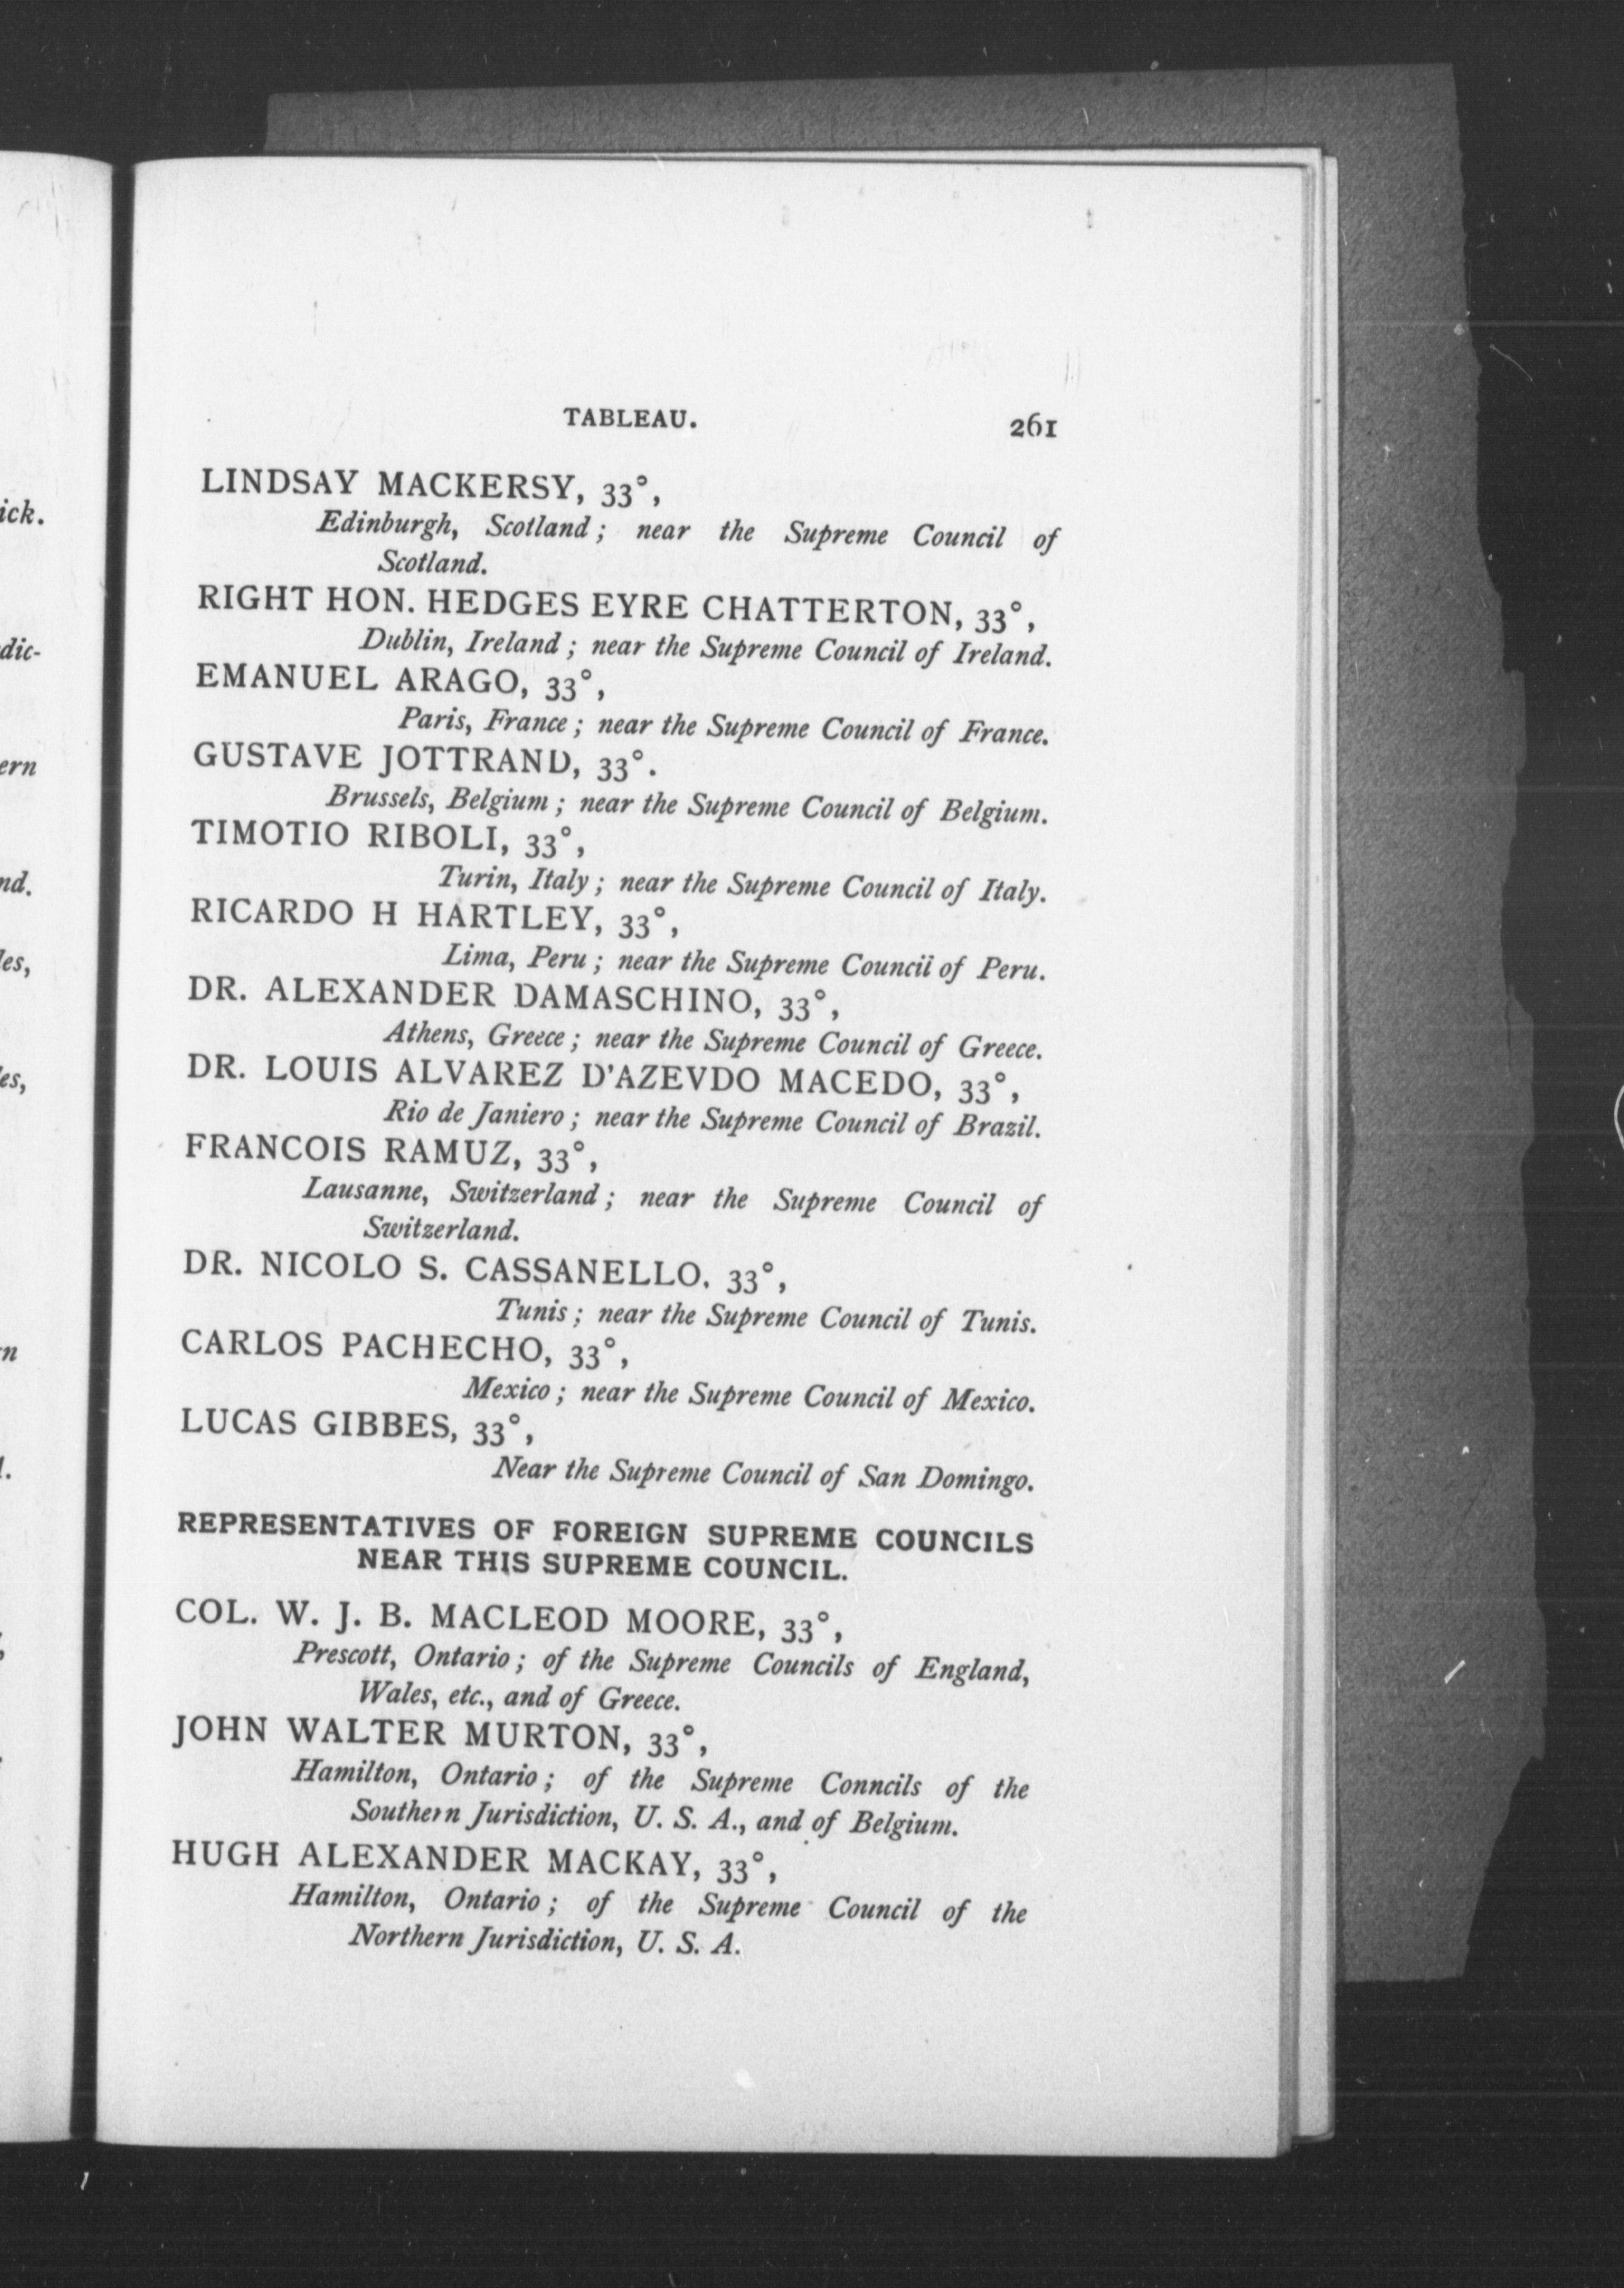 TABLEAU. 261
LINDSAY MACKERSY, 33°,
Edinburgh, Scotland; near the Supreme Council of
Scotland.
RIGHT HON. HEDGES EYRE CHATTERTON, 33°,
Dublin, Ireland; near the Supreme Council of Ireland.
EMANUEL ARAGO, 33°,
Paris, France; near the Supreme Council of France.
GUSTAVE JOTTRAND, 33°.
Brussels, Belgium; near the Supreme Council of Belgium.
TIMOTIO RIBOLI, 33°,
Turin, Italy; near the Supreme Council of Italy.
RICARDO H HARTLEY, 33°,
Lima, Peru; near the Supreme Council of Peru.
DR. ALEXANDER DAMASCHINO, 33°,
Athens, Greece; near the Supreme Council of Greece.
DR. LOUIS ALVAREZ D'AZEVDO MACEDO, 33°,
Rio de Janiero; near the Supreme Council of Brazil.
FRANCOIS RAMUZ, 33°,
Lausanne, Switzerland; near the Supreme Council of
Switzerland.
DR. NICOLO S. CASSANELLO. 33°,
Tunis; near the Supreme Council of Tunis.
CARLOS PACHECHO, 33°,
Mexico; near the Supreme Council of Mexico.
LUCAS GIBBES, 33°,
Near the Supreme Council of San Domingo.
REPRESENTATIVES OF FOREIGN SUPREME COUNCILS
NEAR THIS SUPREME COUNCIL.
COL. W. J. B. MACLEOD MOORE, 33°,
Prescott, Ontario; of the Supreme Councils of England,
Wales, etc., and of Greece.
JOHN WALTER MURTON, 33°,
Hamilton, Ontario; of the Supreme Conncils of the
Southern Jurisdiction, U. S. A., and of Belgium.
HUGH ALEXANDER MACKAY, 33°,
Hamilton, Ontario; of the Supreme Council of the
Northern Jurisdiction, U. S. A.